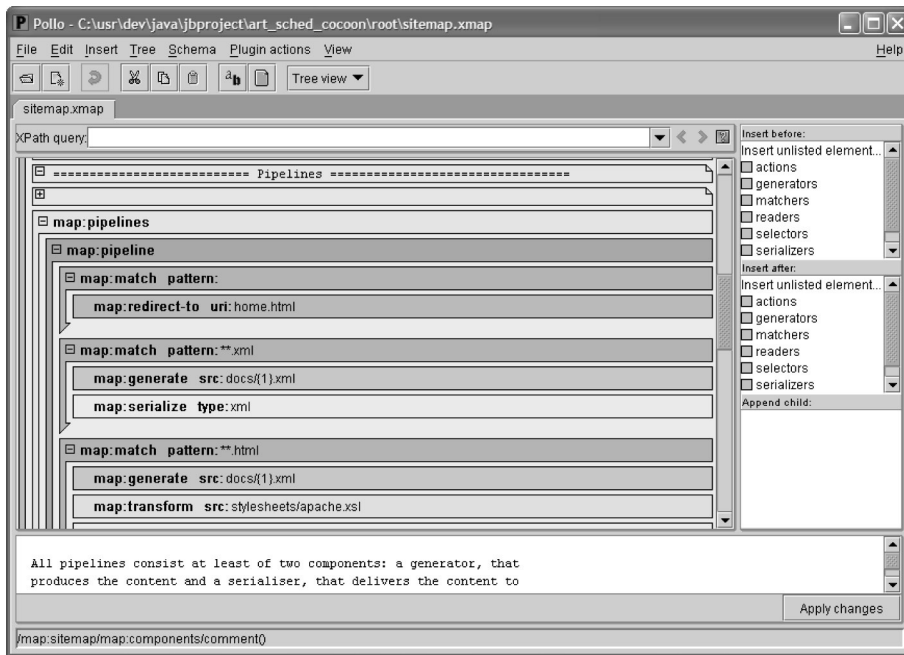 Pollo - C:\usr\dev\java\jbproject\art_sched_cocoon\root\sitemap.xmap
File Edit Insert Tree Schema Plugin actions View Help
ab Tree view
sitemap.xmap
XPath query:
=========================== Pipelines =================================
map:pipelines
map:pipeline
map:match pattern:
map:redirect-to uri:home.html
map:match pattern:**.xml
map:generate src:docs/{1}.xml
map:serialize type:xml
map:match pattern:**.html
map:generate src:docs/{1}.xml
map:transform src:stylesheets/apache.xsl
Insert before:
Insert unlisted element...
actions
generators
matchers
readers
selectors
serializers
Insert after:
Insert unlisted element...
actions
generators
matchers
readers
selectors
serializers
Append child:
All pipelines consist at least of two components: a generator, that
produces the content and a serialiser, that delivers the content to
Apply changes
/map:sitemap/map:components/comment()